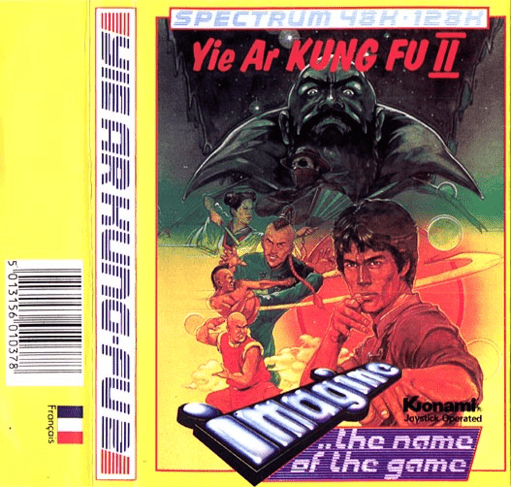 SPECTRUM 48K·128K
Yie Ar KUNG FU II
YIE AR KUNG-FU 2
imagine
Konami
Joystick Operated
...the name
of the game
5 013156 010378
Français